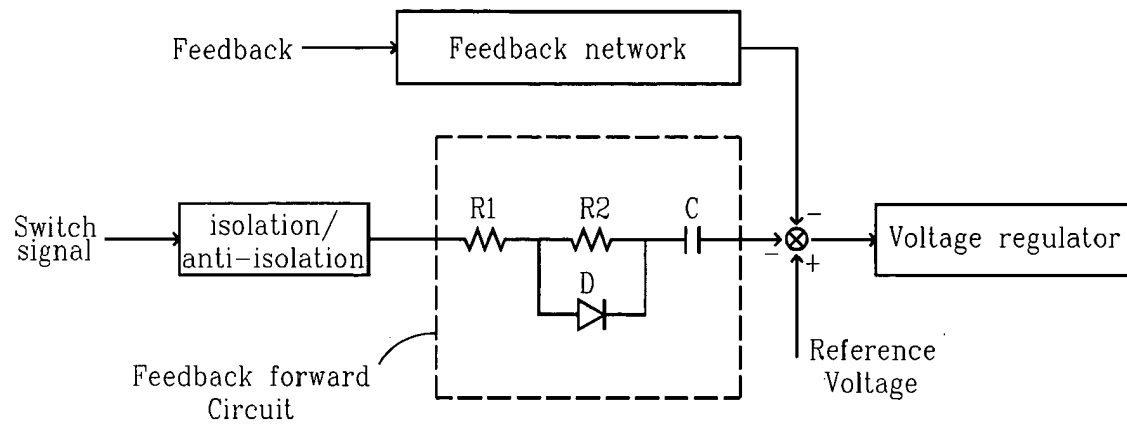 Feedback
Feedback network
Switch
signal
isolation/
anti-isolation
R1
R2
C
D
-
-
+
Voltage regulator
Reference
Voltage
Feedback forward
Circuit